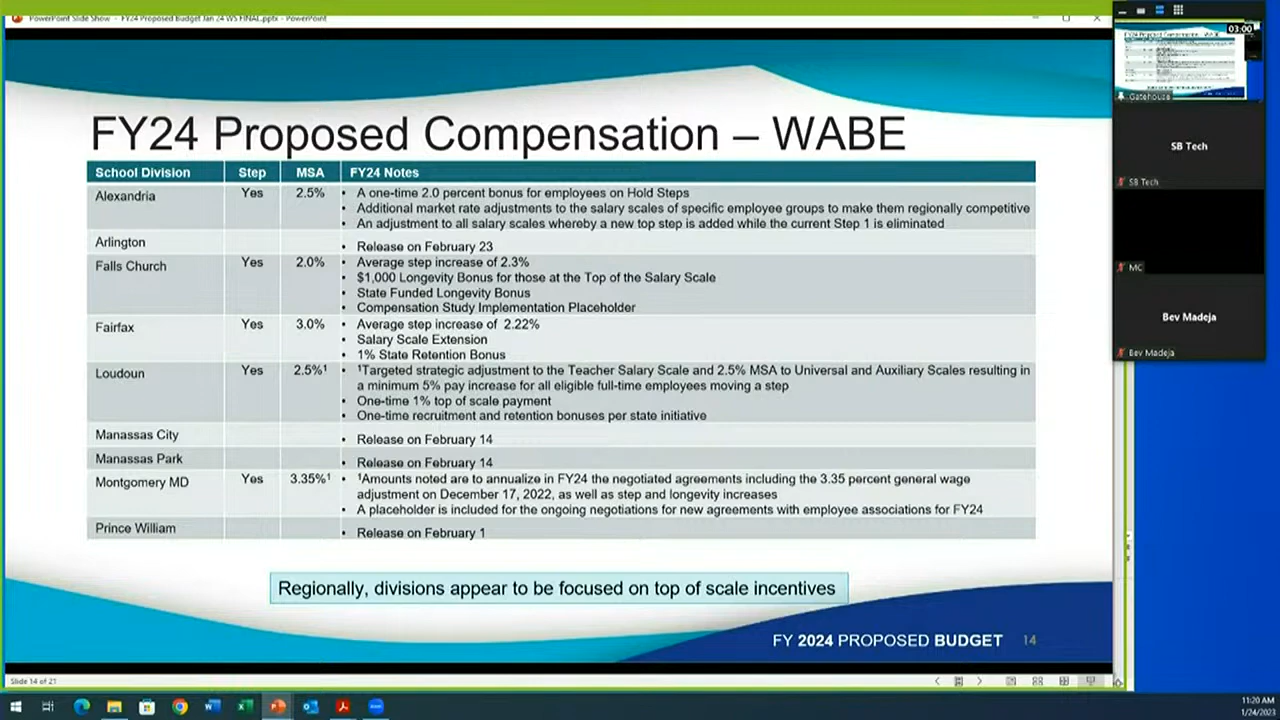 PowerPoint Slide Show - FY24 Proposed Budget Jan 24 WS FINAL.pptx - PowerPoint
03:00
FY24 Proposed Compensation – WABE
Gatehouse
SB Tech
SB Tech
MC
Bev Madeja
Bev Madeja
FY24 Proposed Compensation – WABE
School Division Step MSA FY24 Notes
Alexandria Yes 2.5% • A one-time 2.0 percent bonus for employees on Hold Steps
• Additional market rate adjustments to the salary scales of specific employee groups to make them regionally competitive
• An adjustment to all salary scales whereby a new top step is added while the current Step 1 is eliminated
Arlington • Release on February 23
Falls Church Yes 2.0% • Average step increase of 2.3%
• $1,000 Longevity Bonus for those at the Top of the Salary Scale
• State Funded Longevity Bonus
• Compensation Study Implementation Placeholder
Fairfax Yes 3.0% • Average step increase of 2.22%
• Salary Scale Extension
• 1% State Retention Bonus
Loudoun Yes 2.5%¹ • ¹Targeted strategic adjustment to the Teacher Salary Scale and 2.5% MSA to Universal and Auxiliary Scales resulting in
a minimum 5% pay increase for all eligible full-time employees moving a step
• One-time 1% top of scale payment
• One-time recruitment and retention bonuses per state initiative
Manassas City • Release on February 14
Manassas Park • Release on February 14
Montgomery MD Yes 3.35%¹ • ¹Amounts noted are to annualize in FY24 the negotiated agreements including the 3.35 percent general wage
adjustment on December 17, 2022, as well as step and longevity increases
• A placeholder is included for the ongoing negotiations for new agreements with employee associations for FY24
Prince William • Release on February 1
Regionally, divisions appear to be focused on top of scale incentives
FY 2024 PROPOSED BUDGET 14
Slide 14 of 21
11:20 AM
1/24/2023